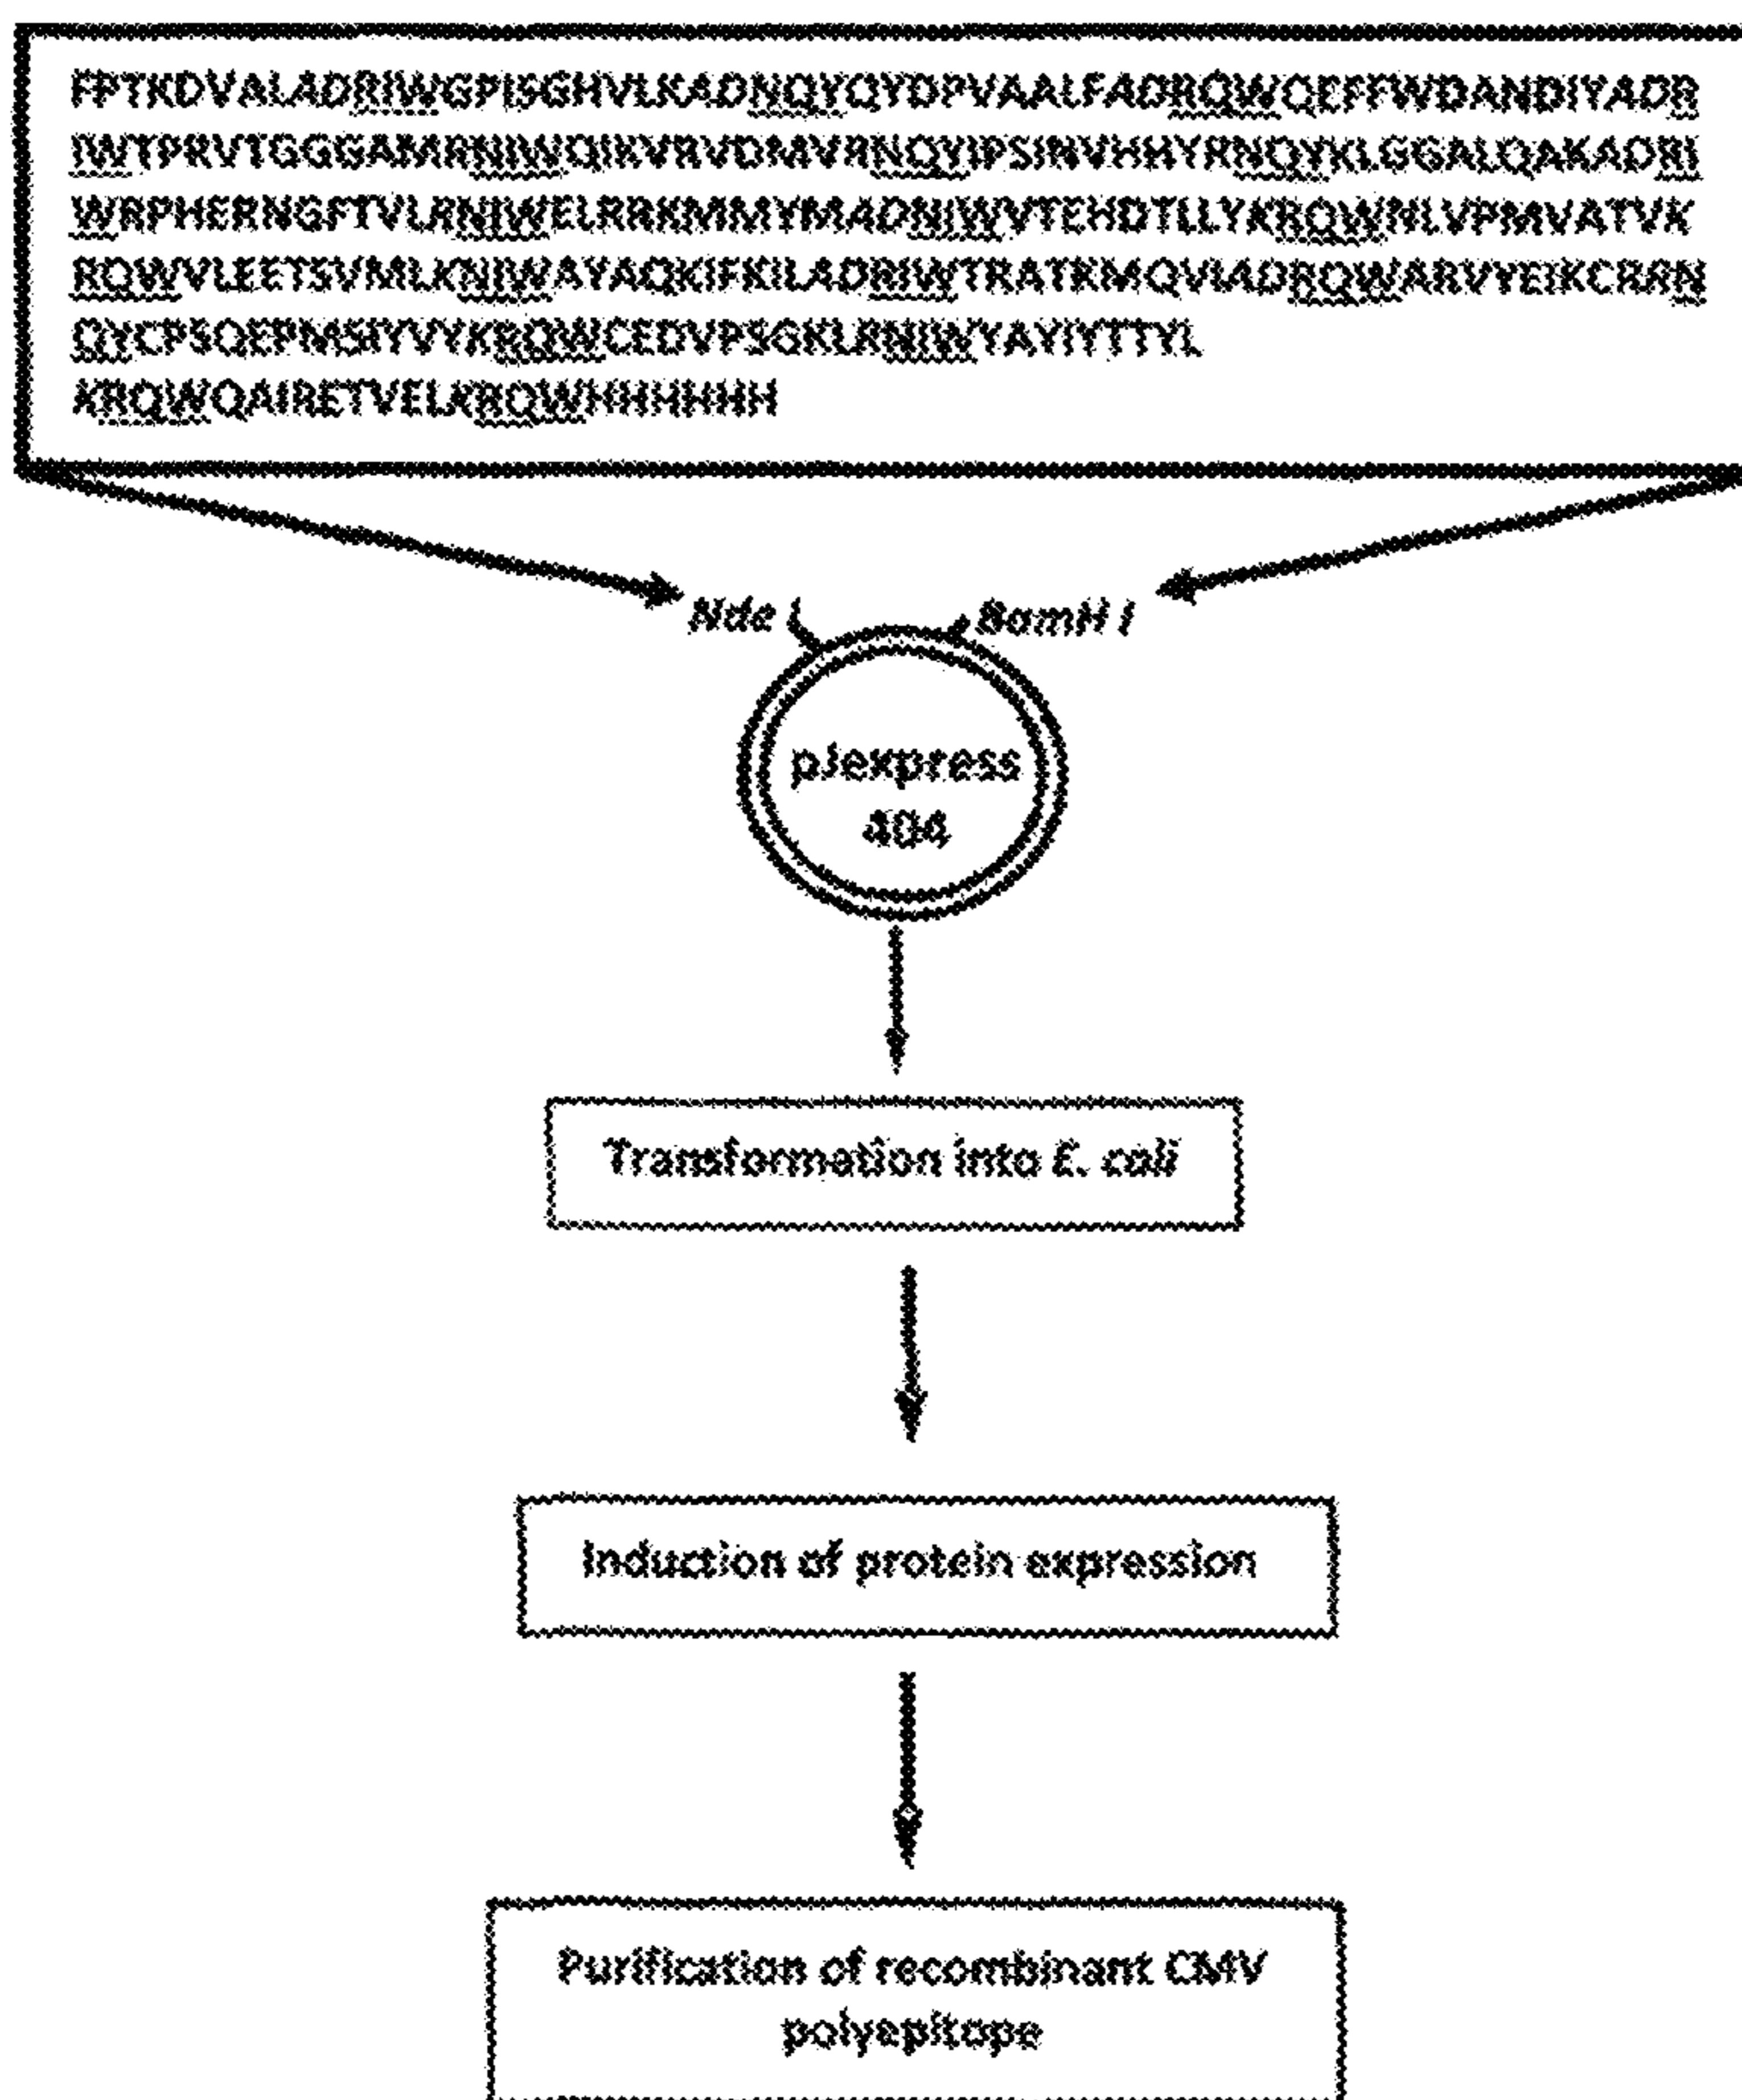 FPTKDVALADRIWGPISGHVLKADNQYQYDPVAALFADRQWQEFFWDANDIYADR
IWTPRVTGGGAMRNIWQIKVRVDMVRNQYIPSINVHHYRNQYKLGGALQAKADRI
WRPHERNGFTVLRNIWELRRKMMYMADNIWVTEHDTLLYKRQWNLVPMVATVK
RQWVLEETSVMLKNIWAYAQKIFKILADRIWTRATKMQVIADRQWARVYEIKCRRN
QYCPSQEPMSIYVYKRQWCEDVPSGKLRNIWYAYIYTTYL
KRQWQAIRETVELKRQWHHHHHH
Nde I BamH I
pJexpress
404
Transformation into E. coli
Induction of protein expression
Purification of recombinant CMV
polyepitope